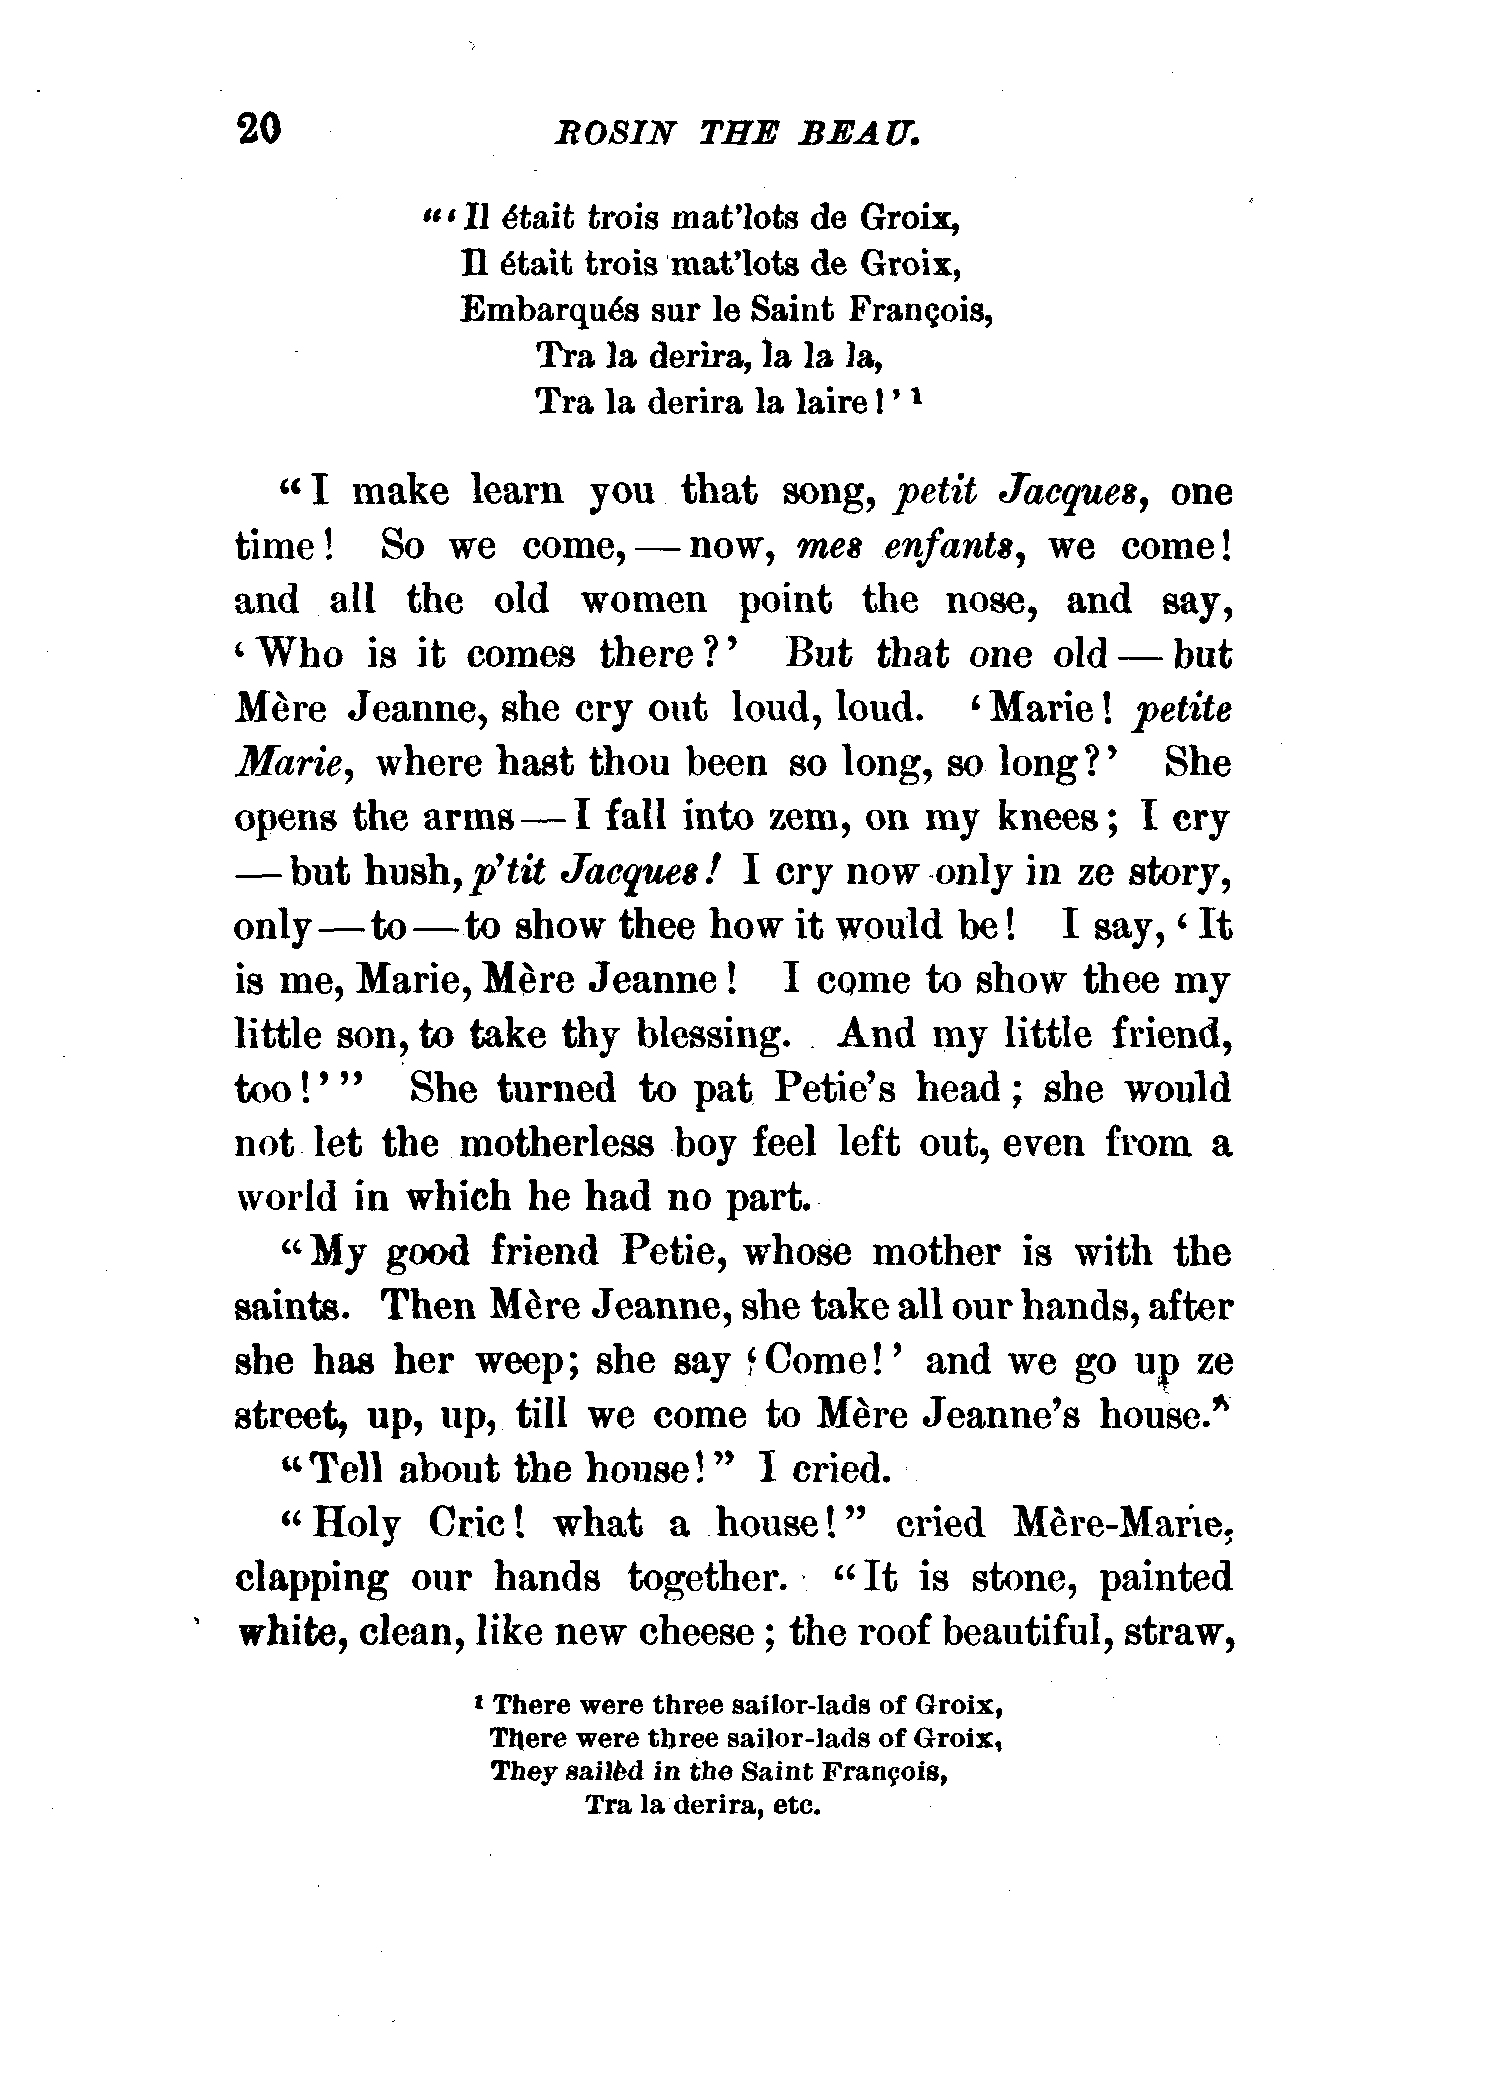 20 ROSIN THE BEAU.
"'Il était trois mat'lots de Groix,
Il était trois mat'lots de Groix,
Embarqués sur le Saint François,
Tra la derira, la la la,
Tra la derira la laire!' ¹
"I make learn you that song, petit Jacques, one
time! So we come,—now, mes enfants, we come!
and all the old women point the nose, and say,
'Who is it comes there?' But that one old—but
Mère Jeanne, she cry out loud, loud. 'Marie! petite
Marie, where hast thou been so long, so long?' She
opens the arms—I fall into zem, on my knees; I cry
—but hush, p'tit Jacques! I cry now only in ze story,
only—to—to show thee how it would be! I say, 'It
is me, Marie, Mère Jeanne! I come to show thee my
little son, to take thy blessing. And my little friend,
too!'" She turned to pat Petie's head; she would
not let the motherless boy feel left out, even from a
world in which he had no part.
"My good friend Petie, whose mother is with the
saints. Then Mère Jeanne, she take all our hands, after
she has her weep; she say 'Come!' and we go up ze
street, up, up, till we come to Mère Jeanne's house."
"Tell about the house!" I cried.
"Holy Cric! what a house!" cried Mère-Marie,
clapping our hands together. "It is stone, painted
white, clean, like new cheese; the roof beautiful, straw,
¹ There were three sailor-lads of Groix,
There were three sailor-lads of Groix,
They sailèd in the Saint François,
Tra la derira, etc.